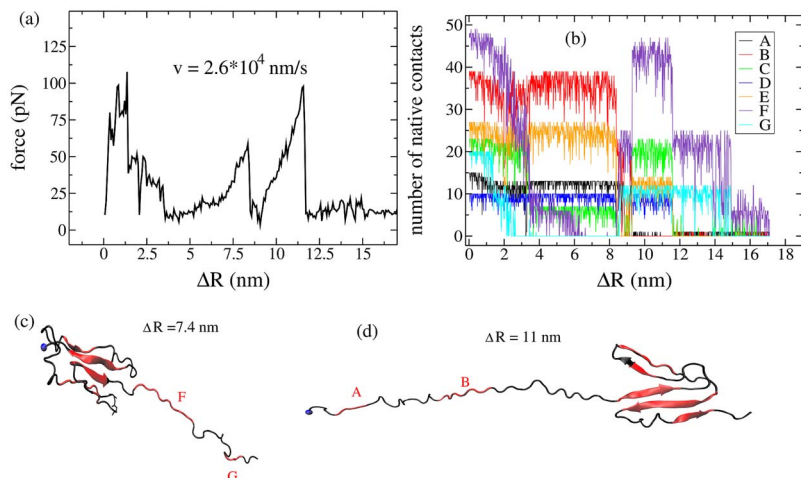 (a)
v = 2.6*10⁴ nm/s
force (pN)
125
100
75
50
25
0
0 2.5 5 7.5 10 12.5 15
ΔR (nm)
(b)
number of native contacts
50
40
30
20
10
0
0 2 4 6 8 10 12 14 16 18
ΔR (nm)
A
B
C
D
E
F
G
(c)
ΔR =7.4 nm
F
G
(d)
ΔR = 11 nm
A
B